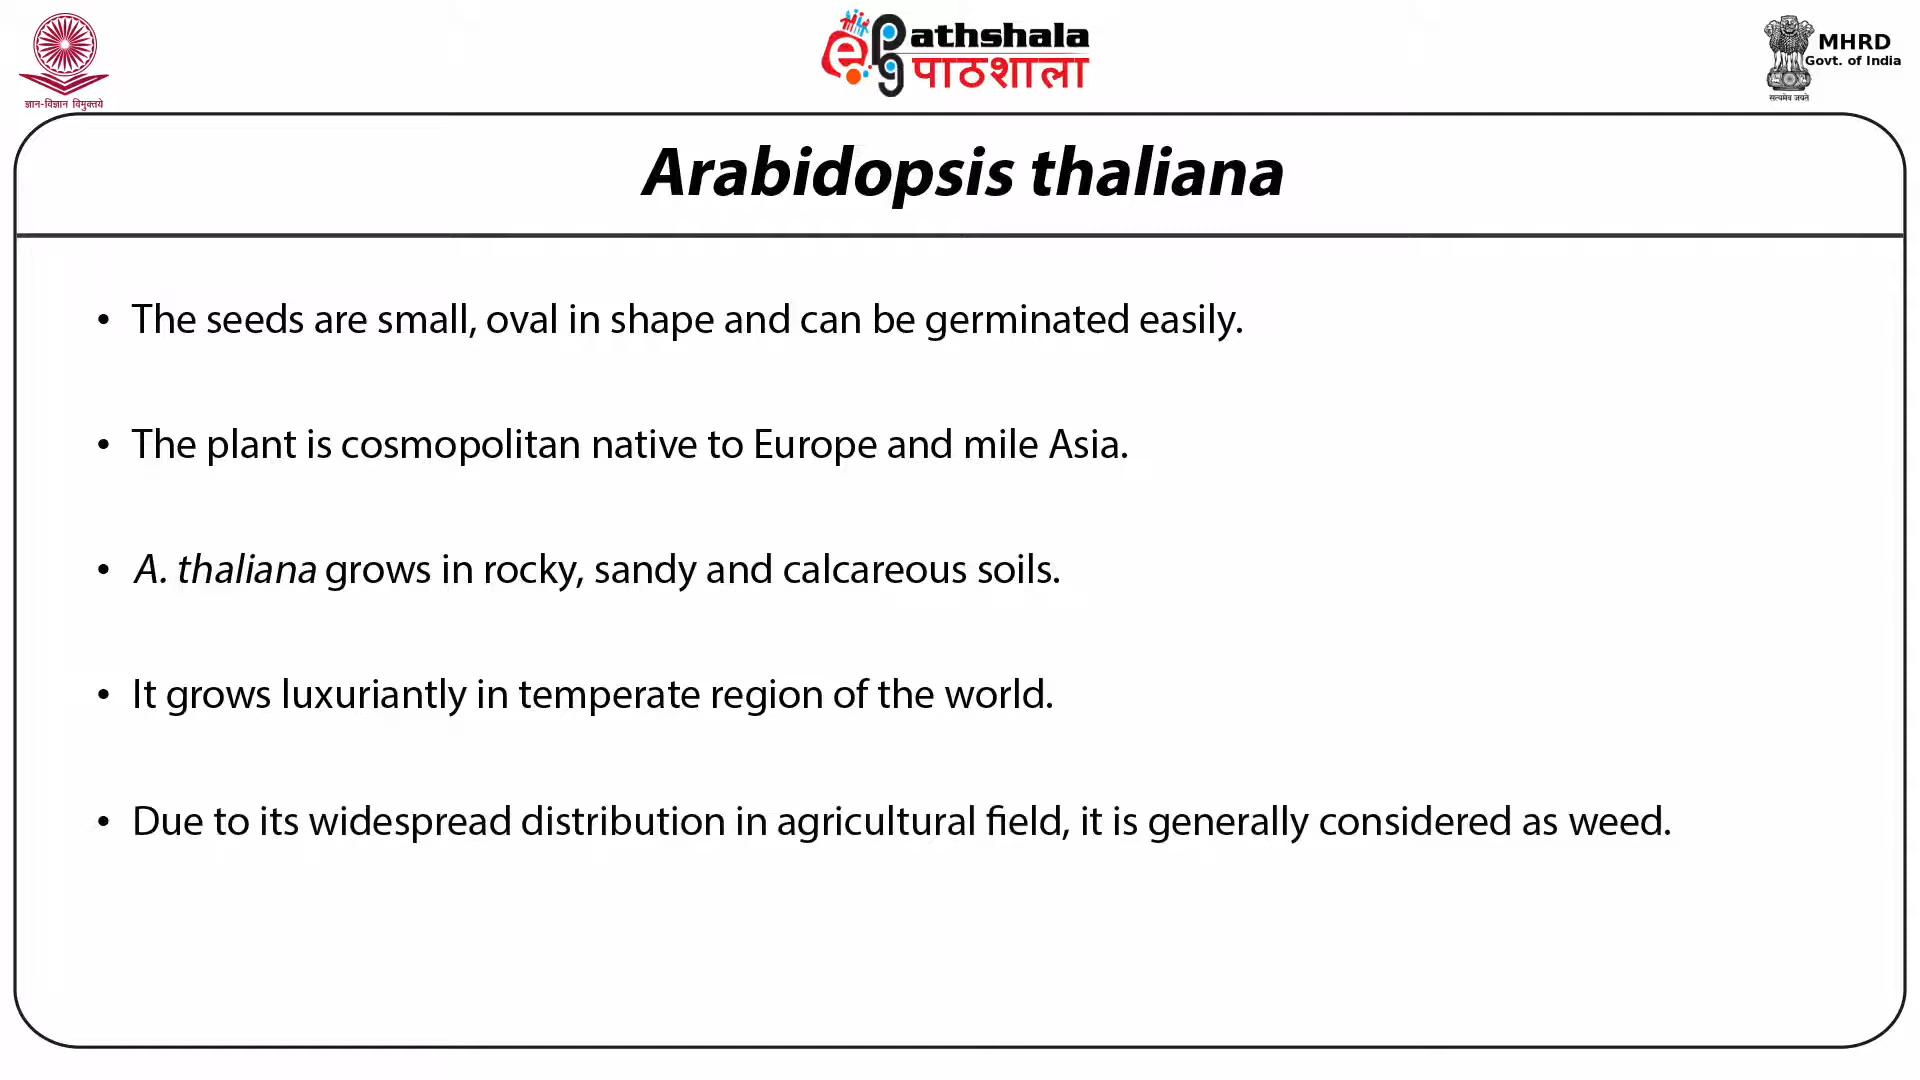 ज्ञान-विज्ञान विमुक्तये
ePathshala
पाठशाला
MHRD
Govt. of India
सत्यमेव जयते
Arabidopsis thaliana
• The seeds are small, oval in shape and can be germinated easily.
• The plant is cosmopolitan native to Europe and mile Asia.
• A. thaliana grows in rocky, sandy and calcareous soils.
• It grows luxuriantly in temperate region of the world.
• Due to its widespread distribution in agricultural field, it is generally considered as weed.